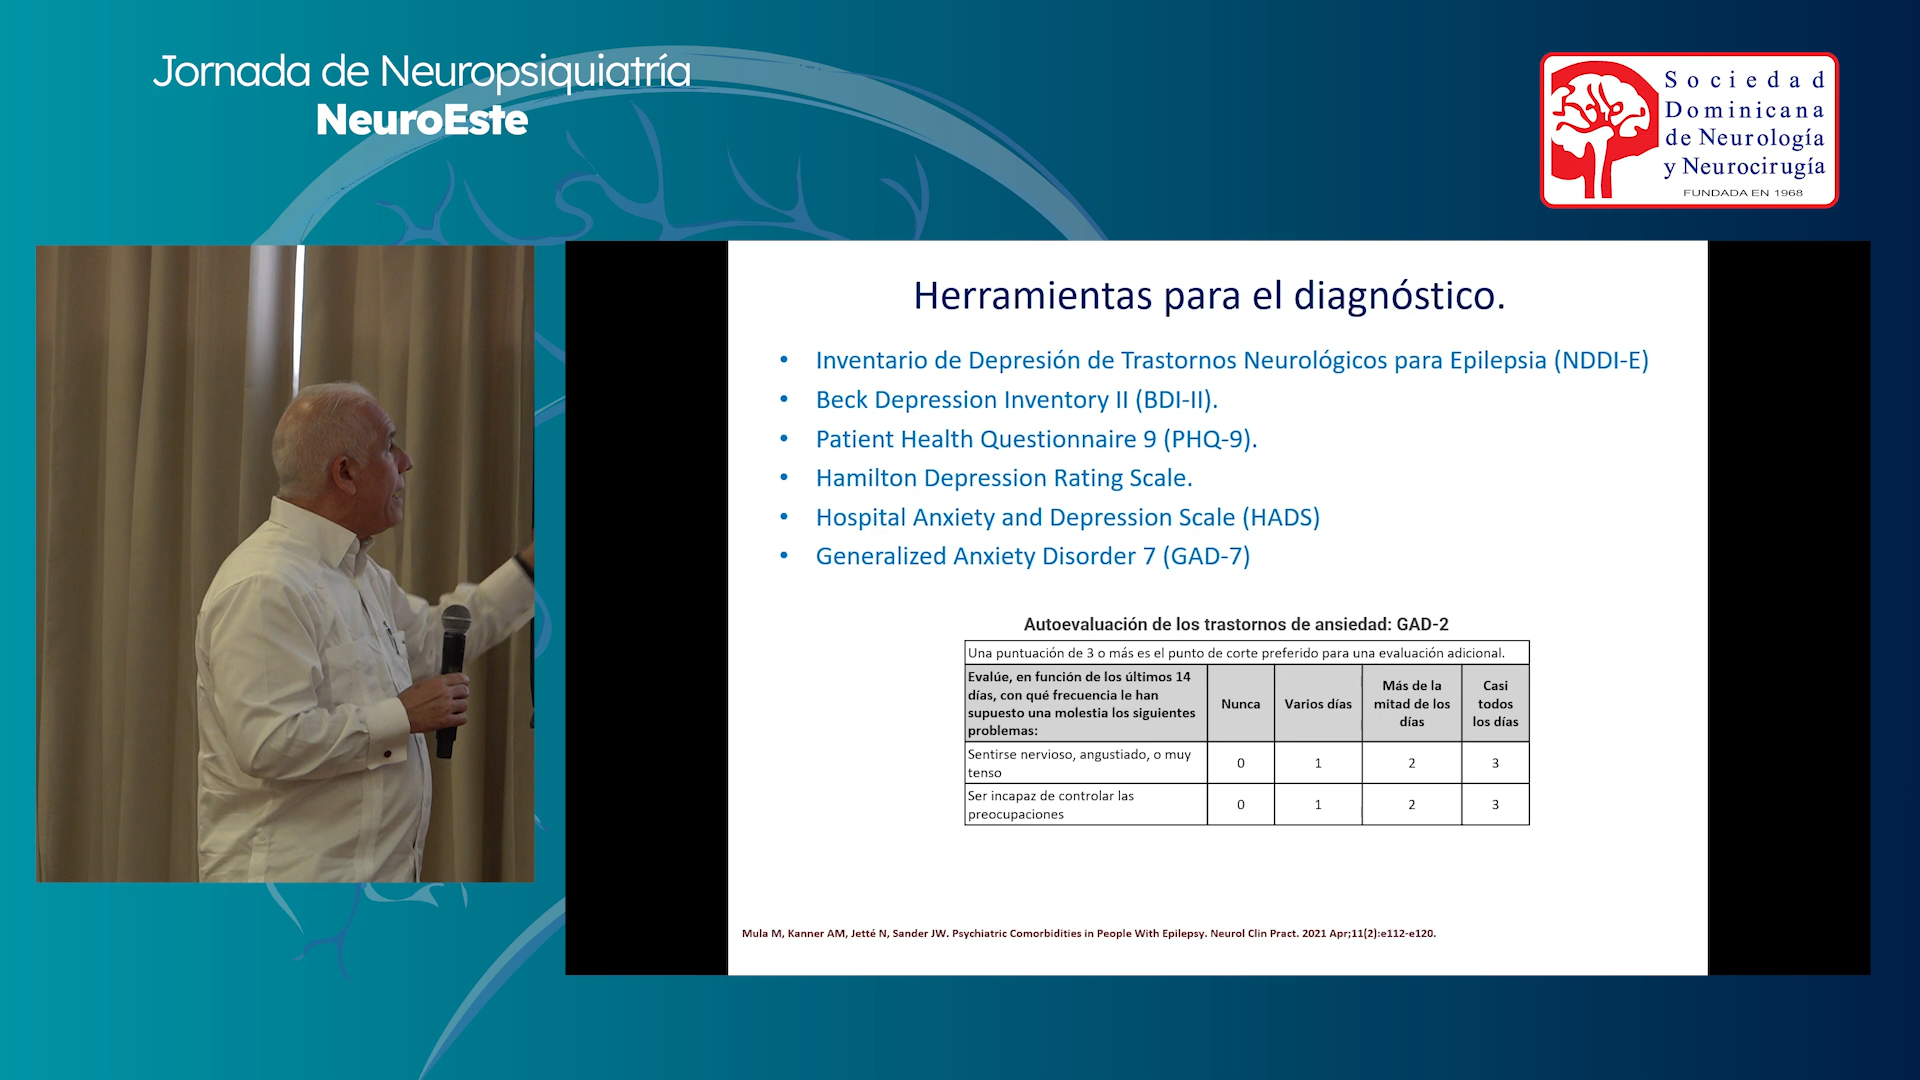 Jornada de Neuropsiquiatría
NeuroEste
Sociedad
Dominicana
de Neurología
y Neurocirugía
FUNDADA EN 1968
Herramientas para el diagnóstico.
• Inventario de Depresión de Trastornos Neurológicos para Epilepsia (NDDI-E)
• Beck Depression Inventory II (BDI-II).
• Patient Health Questionnaire 9 (PHQ-9).
• Hamilton Depression Rating Scale.
• Hospital Anxiety and Depression Scale (HADS)
• Generalized Anxiety Disorder 7 (GAD-7)
Autoevaluación de los trastornos de ansiedad: GAD-2
Una puntuación de 3 o más es el punto de corte preferido para una evaluación adicional.
Evalúe, en función de los últimos 14
días, con qué frecuencia le han
supuesto una molestia los siguientes
problemas:
Nunca
Varios días
Más de la
mitad de los
días
Casi
todos
los días
Sentirse nervioso, angustiado, o muy
tenso
0 1 2 3
Ser incapaz de controlar las
preocupaciones
0 1 2 3
Mula M, Kanner AM, Jetté N, Sander JW. Psychiatric Comorbidities in People With Epilepsy. Neurol Clin Pract. 2021 Apr;11(2):e112-e120.